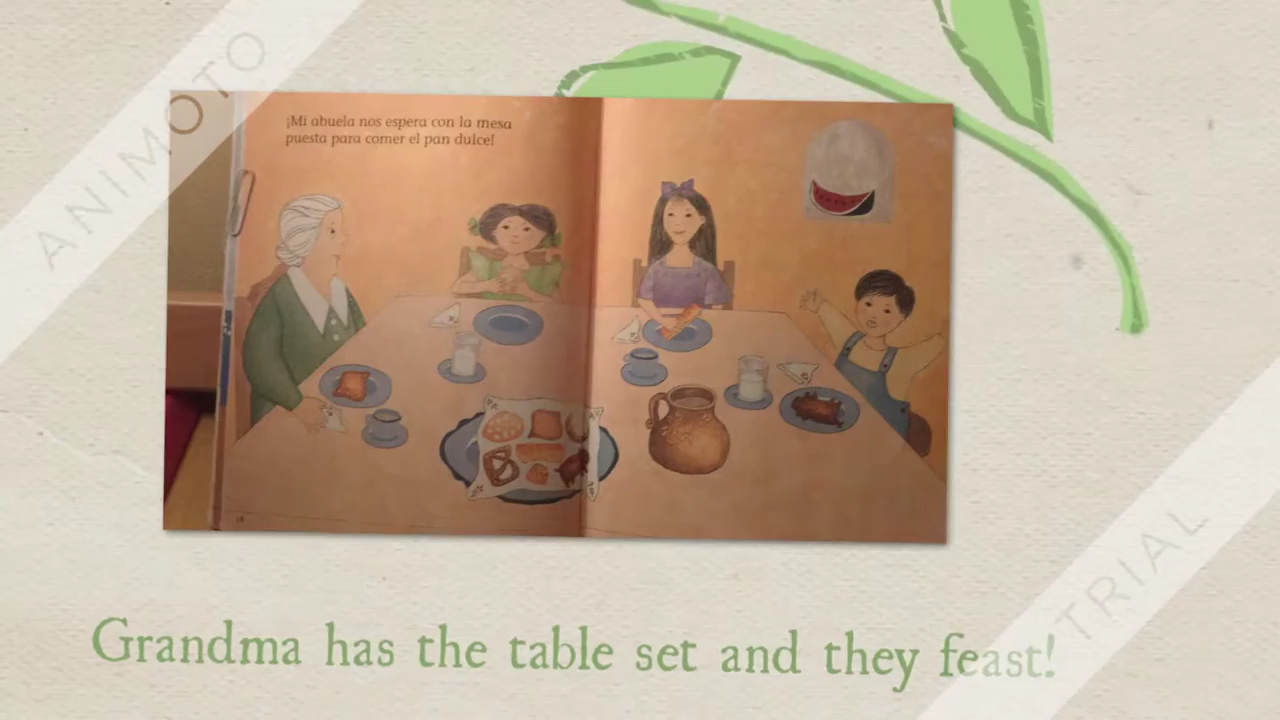 ANIMOTO
¡Mi abuela nos espera con la mesa
puesta para comer el pan dulce!
18
Grandma has the table set and they feast!
TRIAL